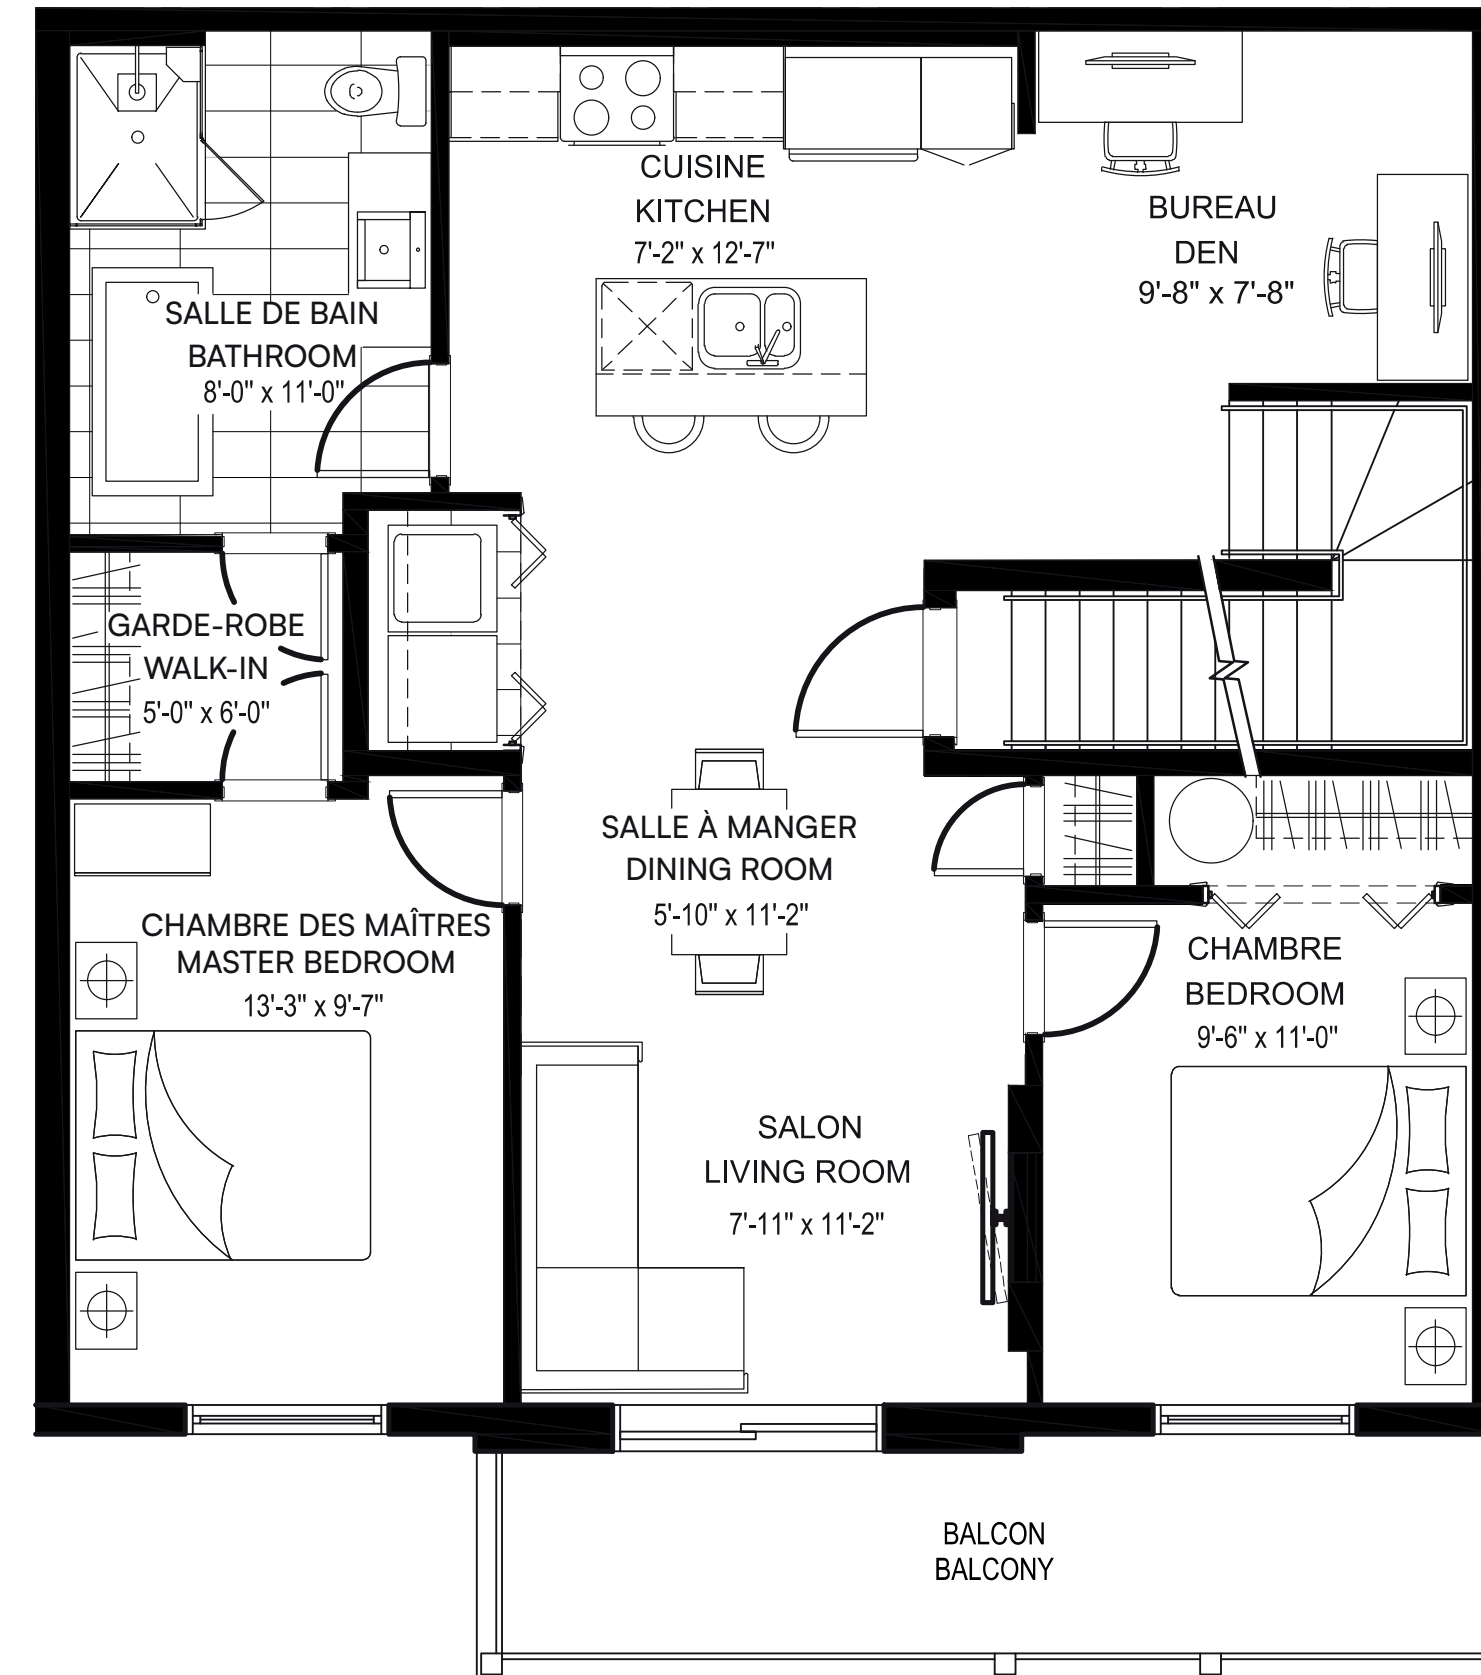 CUISINE
KITCHEN
7'-2" x 12'-7"
BUREAU
DEN
9'-8" x 7'-8"
SALLE DE BAIN
BATHROOM
8'-0" x 11'-0"
GARDE-ROBE
WALK-IN
5'-0" x 6'-0"
SALLE À MANGER
DINING ROOM
5'-10" x 11'-2"
CHAMBRE DES MAÎTRES
MASTER BEDROOM
13'-3" x 9'-7"
CHAMBRE
BEDROOM
9'-6" x 11'-0"
SALON
LIVING ROOM
7'-11" x 11'-2"
BALCON
BALCONY